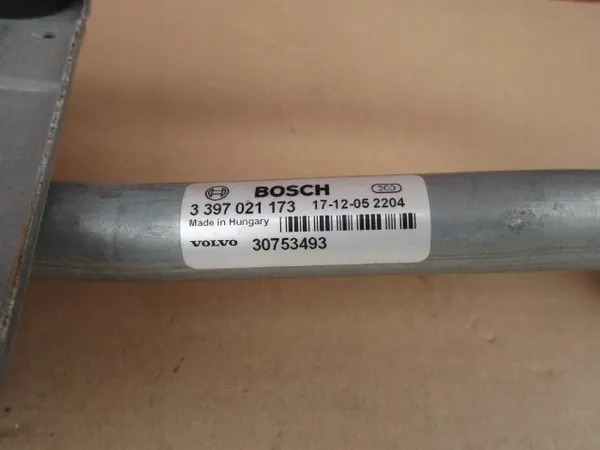 BOSCH
3 397 021 173 17-12-05 2204
Made in Hungary
VOLVO 30753493